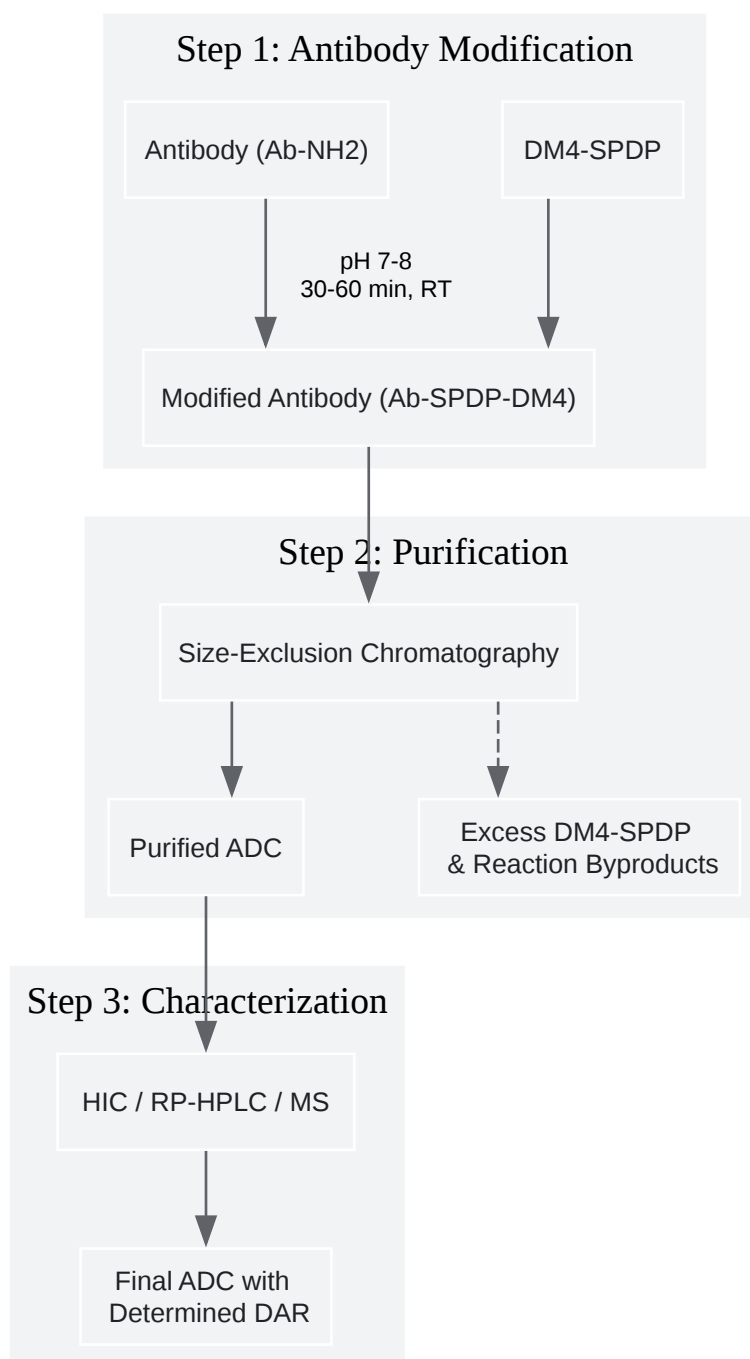 Step 1: Antibody Modification
Antibody (Ab-NH2)
DM4-SPDP
pH 7-8
30-60 min, RT
Modified Antibody (Ab-SPDP-DM4)
Step 2: Purification
Size-Exclusion Chromatography
Purified ADC
Excess DM4-SPDP
& Reaction Byproducts
Step 3: Characterization
HIC / RP-HPLC / MS
Final ADC with
Determined DAR